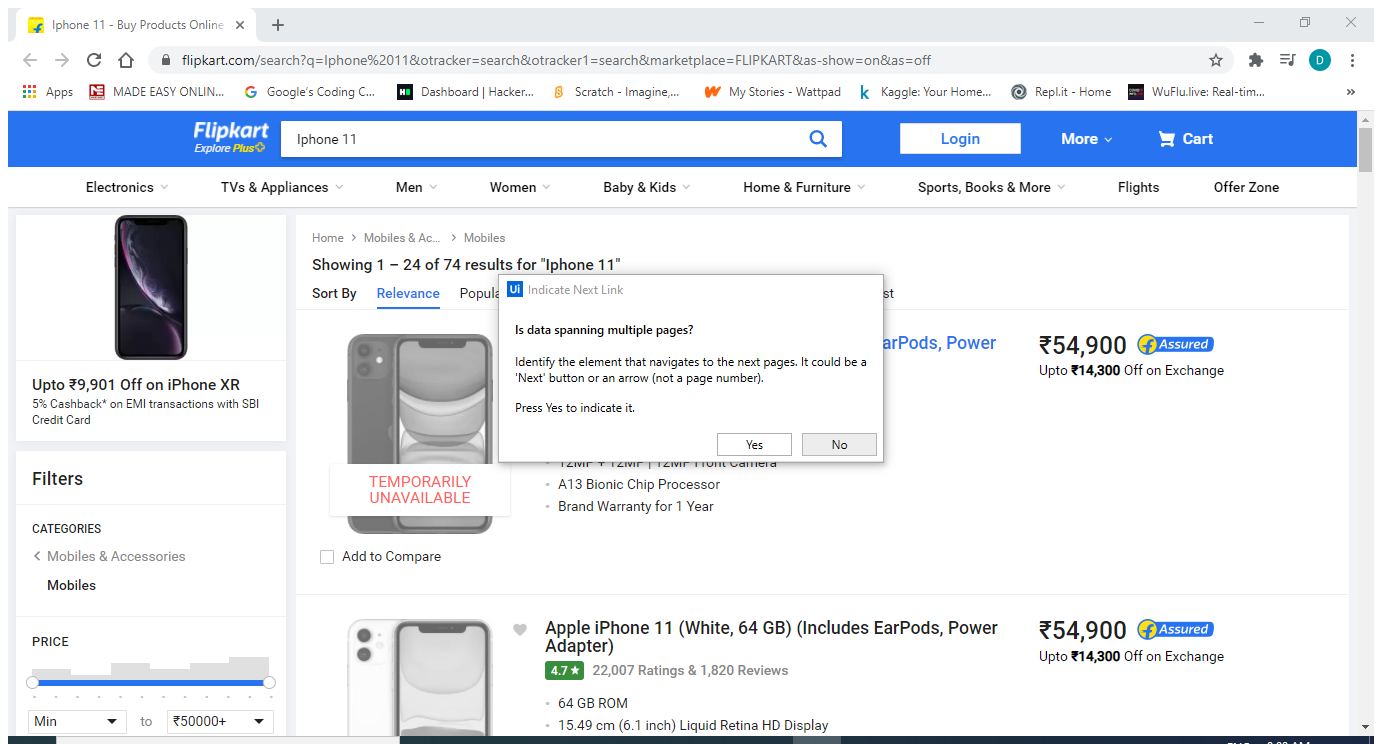 Iphone 11 - Buy Products Online
flipkart.com/search?q=Iphone%2011&otracker=search&otracker1=search&marketplace=FLIPKART&as-show=on&as=off
D
Apps MADE EASY ONLIN... Google's Coding C... Dashboard | Hacker... Scratch - Imagine,... My Stories - Wattpad Kaggle: Your Home... Repl.it - Home WuFlu.live: Real-tim... »
Flipkart
Explore Plus
Iphone 11
Login
More
Cart
Electronics TVs & Appliances Men Women Baby & Kids Home & Furniture Sports, Books & More Flights Offer Zone
Upto ₹9,901 Off on iPhone XR
5% Cashback* on EMI transactions with SBI
Credit Card
Filters
CATEGORIES
Mobiles & Accessories
Mobiles
PRICE
Min to ₹50000+
Home Mobiles & Ac... Mobiles
Showing 1 – 24 of 74 results for "Iphone 11"
Sort By Relevance Popula
st
Ui Indicate Next Link
Is data spanning multiple pages?
Identify the element that navigates to the next pages. It could be a
'Next' button or an arrow (not a page number).
Press Yes to indicate it.
Yes No
arPods, Power
₹54,900 Assured
Upto ₹14,300 Off on Exchange
TEMPORARILY
UNAVAILABLE
12MP + 12MP | 12MP Front Camera
A13 Bionic Chip Processor
Brand Warranty for 1 Year
Add to Compare
Apple iPhone 11 (White, 64 GB) (Includes EarPods, Power
Adapter)
4.7★ 22,007 Ratings & 1,820 Reviews
64 GB ROM
15.49 cm (6.1 inch) Liquid Retina HD Display
₹54,900 Assured
Upto ₹14,300 Off on Exchange